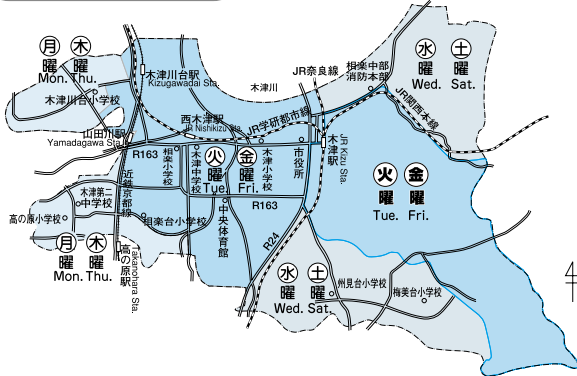 月曜 木曜
Mon. Thu.
木津川台駅
Kizugawadai Sta.
木津川
JR奈良線
相楽中部
消防本部
水曜 土曜
Wed. Sat.
木津川台小学校
西木津駅
JR Nishikizu Sta.
JR学研都市線
JR関西本線
山田川駅
Yamadagawa Sta.
R163
相楽小学校
木津中学校
火曜 金曜
Tue. Fri.
木津小学校
市役所
木津駅
JR Kizu Sta.
火曜 金曜
Tue. Fri.
近鉄京都線
木津第二
中学校
高の原小学校
相楽台小学校
中央体育館
R163
R24
月曜 木曜
Mon. Thu.
高の原駅
Takanohara Sta.
水曜 土曜
Wed. Sat.
州見台小学校
梅美台小学校
4